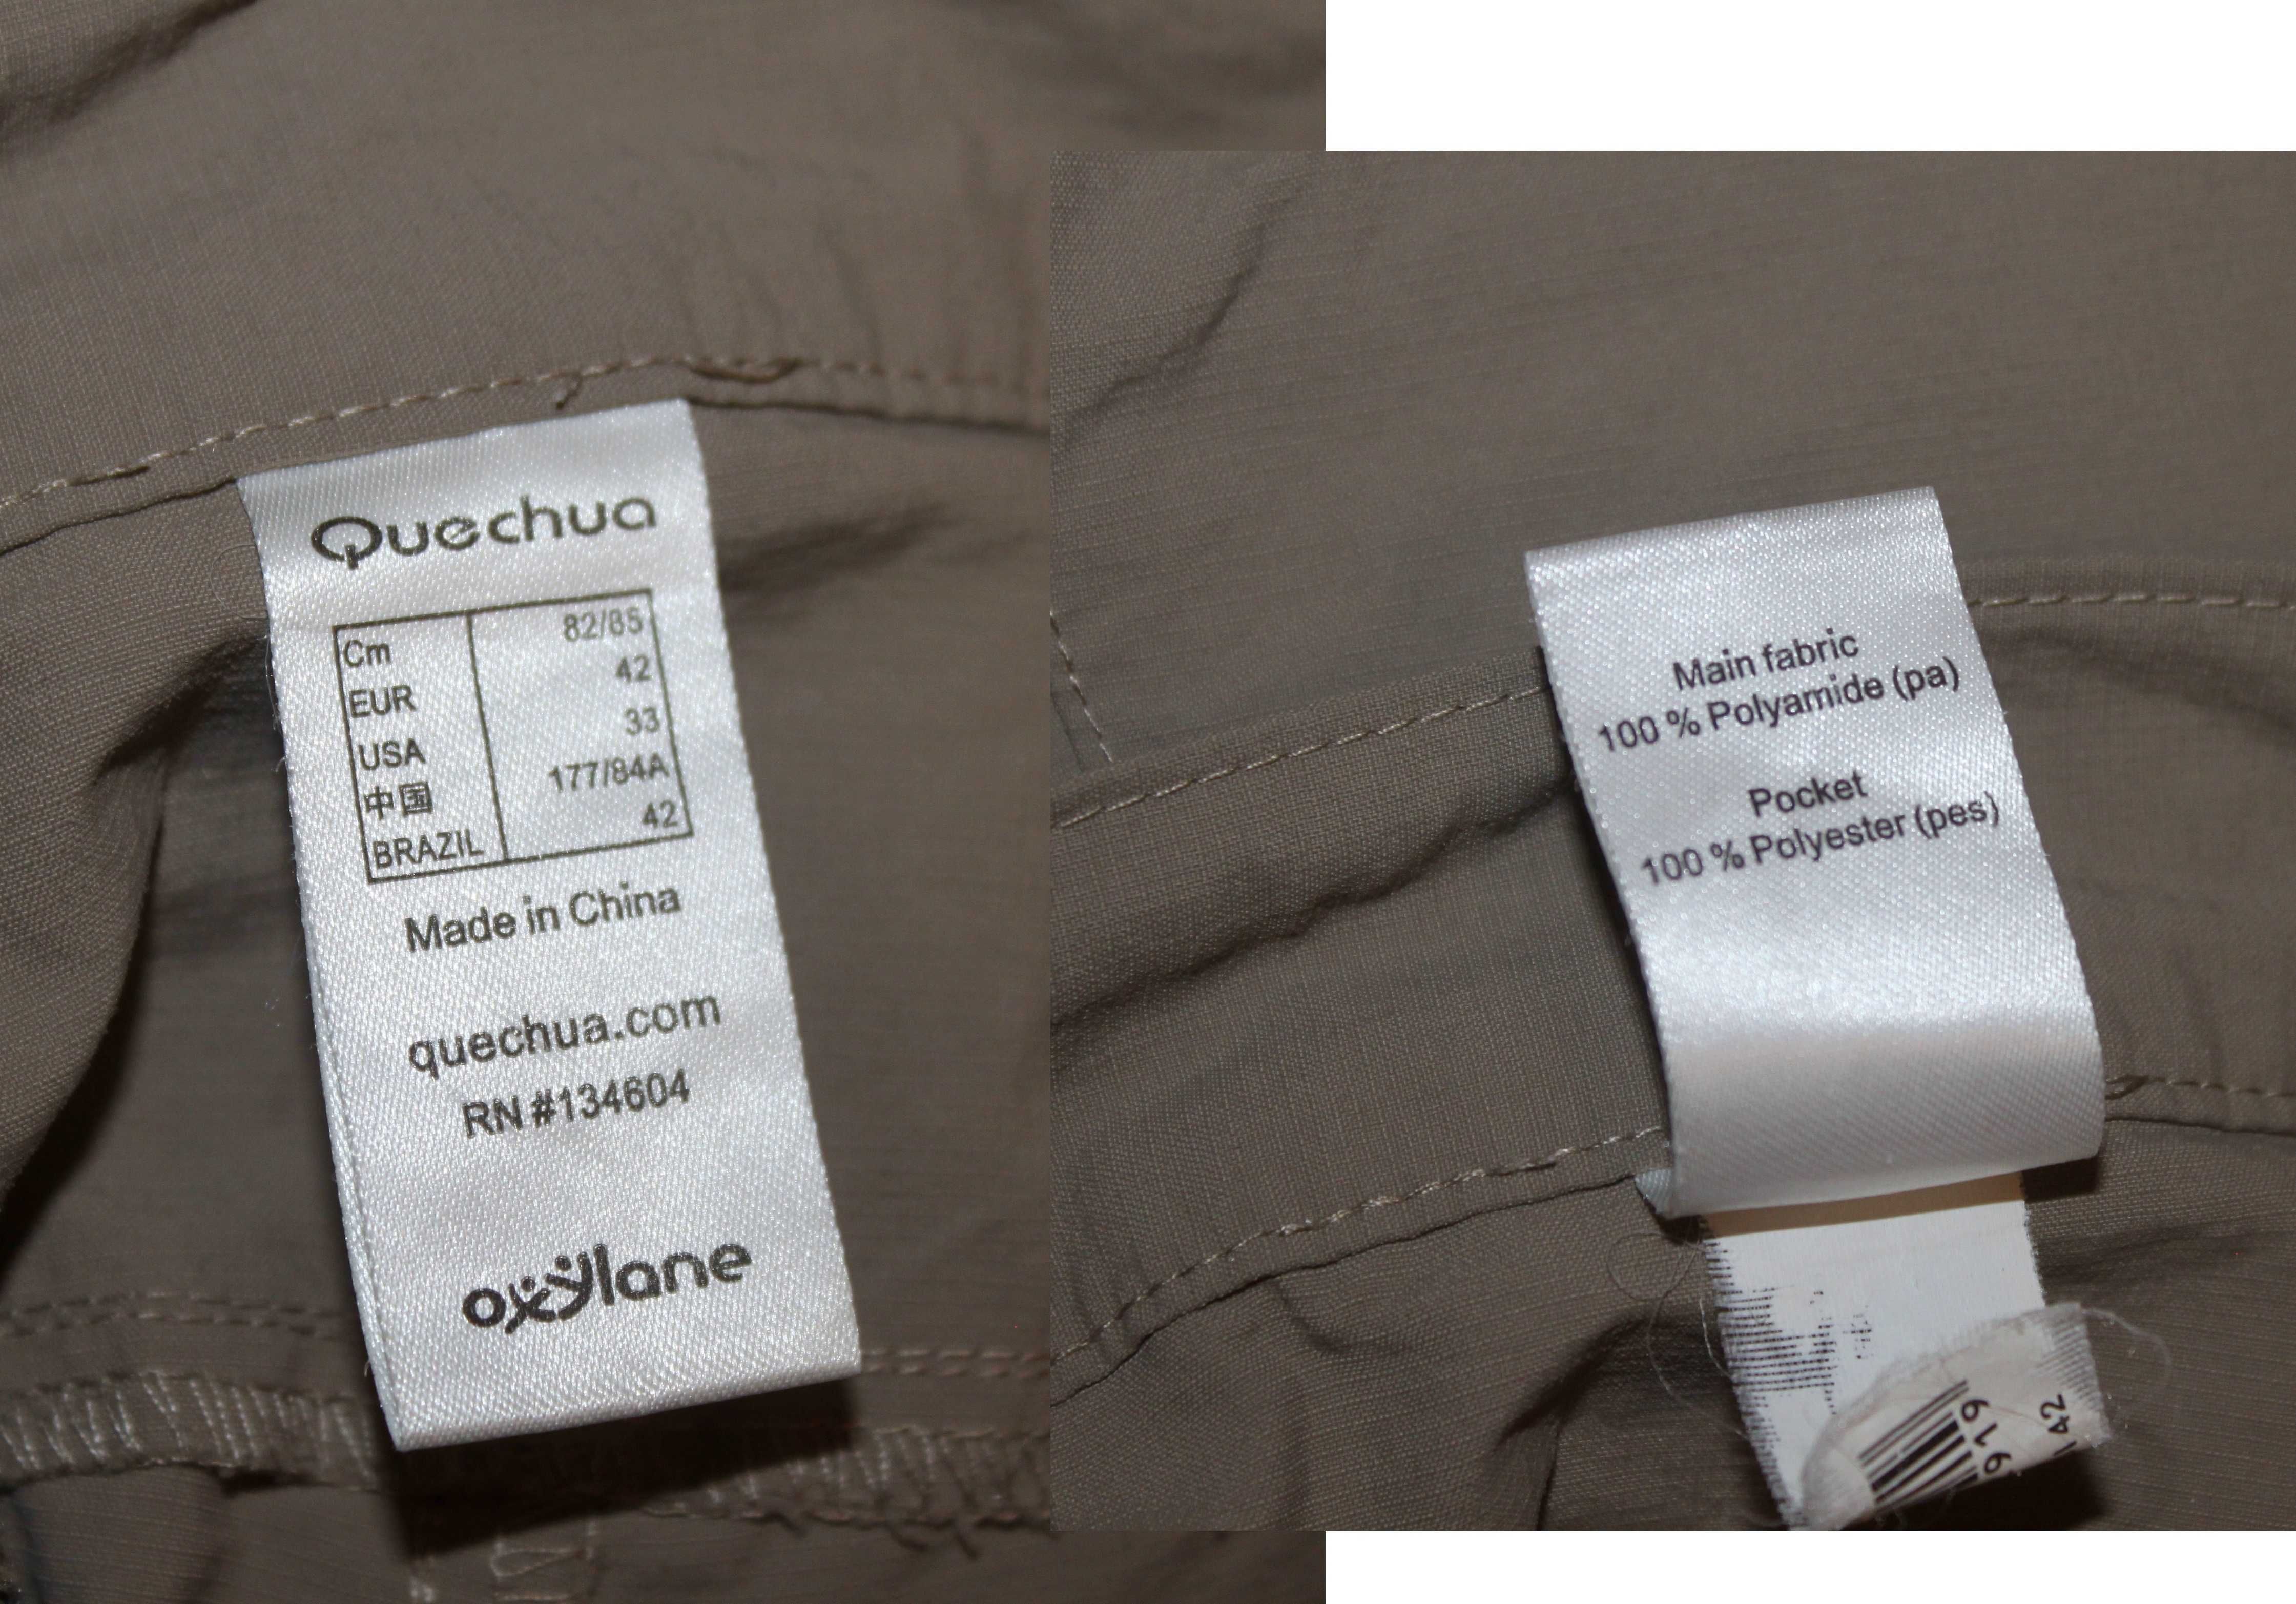 Quechua
Cm 82/85
EUR 42
USA 33
中国 177/84A
BRAZIL 42
Made in China
quechua.com
RN #134604
oxylane
Main fabric
100 % Polyamide (pa)
Pocket
100 % Polyester (pes)
919
42